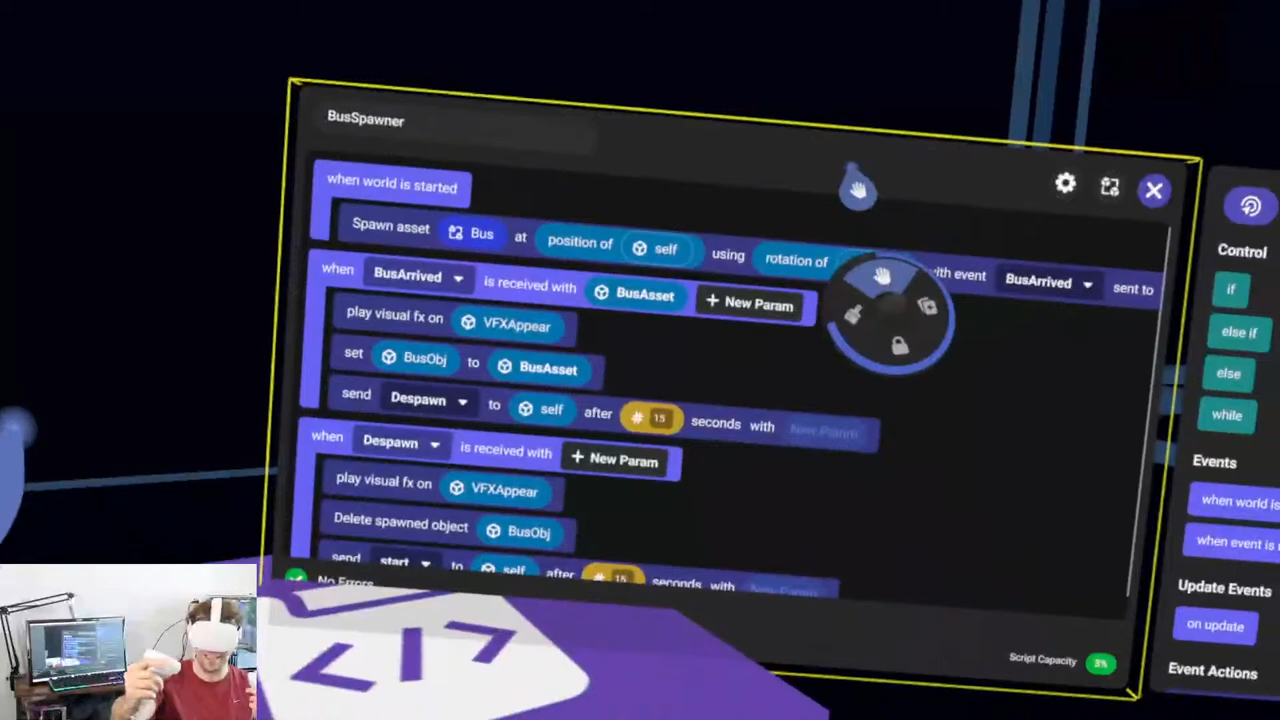 BusSpawner
when world is started
Spawn asset Bus at position of self using rotation of with event BusArrived sent to
when BusArrived is received with BusAsset + New Param
play visual fx on VFXAppear
set BusObj to BusAsset
send Despawn to self after # 15 seconds with New Param
when Despawn is received with + New Param
play visual fx on VFXAppear
Delete spawned object BusObj
send start to self after # 15 seconds with New Param
No Errors
Script Capacity 3%
Control
if
else if
else
while
Events
when world is
when event is
Update Events
on update
Event Actions